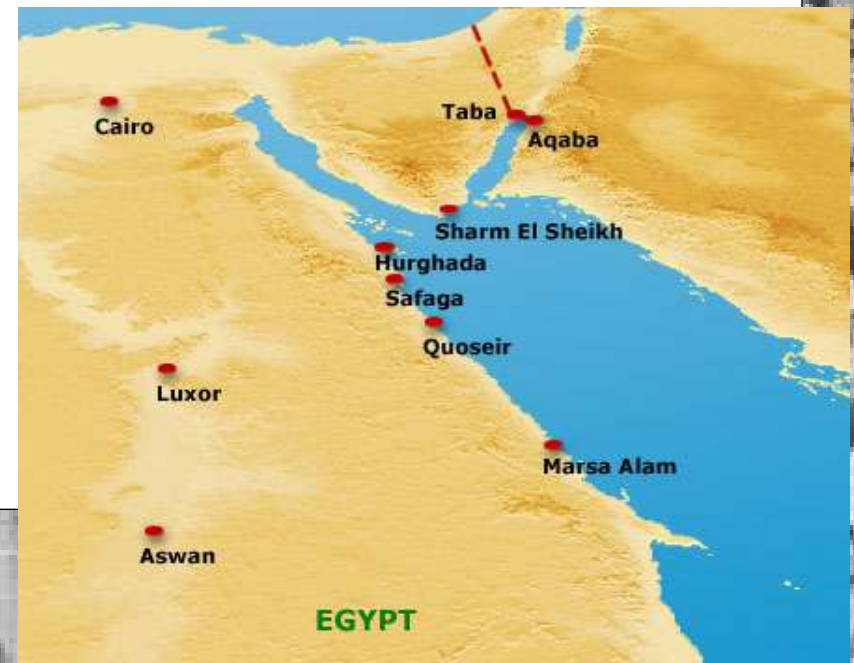 Taba
Cairo
Aqaba
Sharm El Sheikh
Hurghada
Safaga
Quoseir
Luxor
Marsa Alam
Aswan
EGYPT